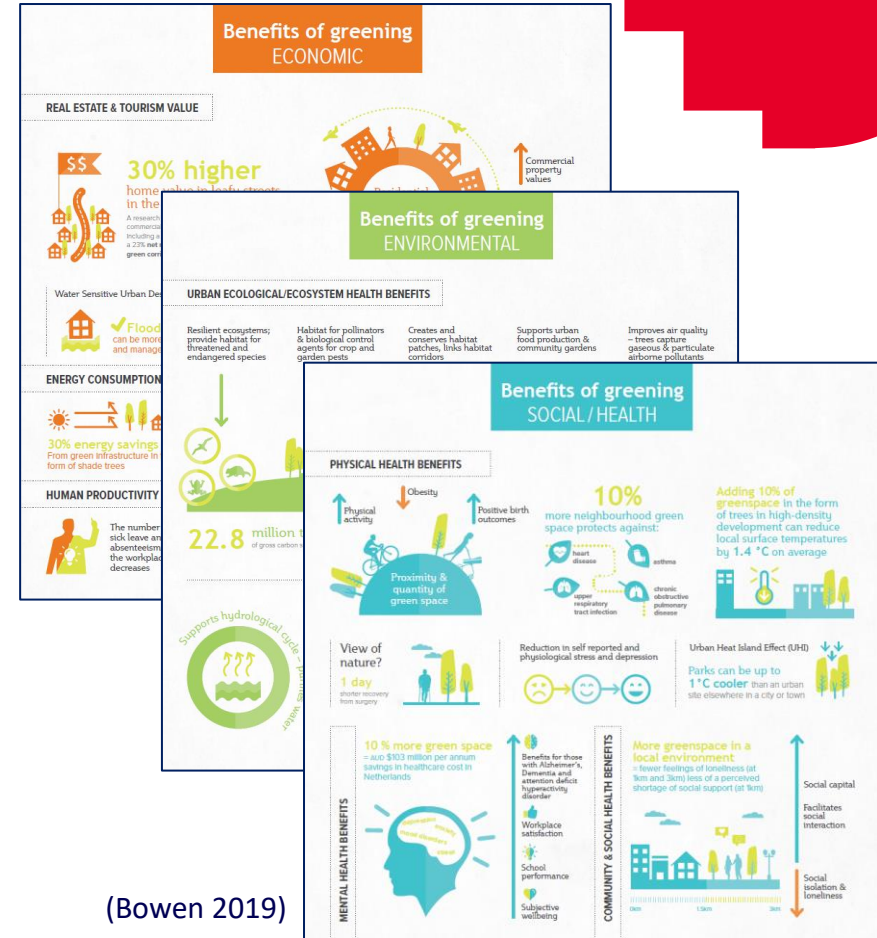 Benefits of greening
ECONOMIC
REAL ESTATE & TOURISM VALUE
$$
30% higher
home value in leafy streets
in the
A research
commercial
including a
a 23% net
green
Commercial
property
values
Water Sensitive Urban
Flood
can be more
and manage
ENERGY CONSUMPTION
30% energy savings
From green infrastructure in
form of shade trees
HUMAN PRODUCTIVITY
The number
sick leave an
absenteeism
the workplac
decreases
Benefits of greening
ENVIRONMENTAL
URBAN ECOLOGICAL/ECOSYSTEM HEALTH BENEFITS
Resilient ecosystems;
provide habitat for
threatened and
endangered species
Habitat for pollinators
& biological control
agents for crop and
garden pests
Creates and
conserves habitat
patches, links habitat
corridors
Supports urban
food production &
community gardens
Improves air quality
– trees capture
gaseous & particulate
airborne pollutants
22.8 million t
of gross carbon s
Supports hydrological cycle – purifies water
Benefits of greening
SOCIAL/HEALTH
PHYSICAL HEALTH BENEFITS
Physical
activity
Obesity
Positive birth
outcomes
Proximity &
quantity of
green space
10%
more neighbourhood green
space protects against:
heart
disease
asthma
upper
respiratory
tract infection
chronic
obstructive
pulmonary
disease
Adding 10% of
greenspace in the form
of trees in high-density
development can reduce
local surface temperatures
by 1.4 °C on average
View of
nature?
1 day
shorter recovery
from surgery
Reduction in self reported and
physiological stress and depression
Urban Heat Island Effect (UHI)
Parks can be up to
1°C cooler than an urban
site elsewhere in a city or town
MENTAL HEALTH BENEFITS
10 % more green space
= AUD $103 million per annum
savings in healthcare cost in
Netherlands
Benefits for those
with Alzheimer's,
Dementia and
attention deficit
hyperactivity
disorder
Workplace
satisfaction
School
performance
Subjective
wellbeing
COMMUNITY & SOCIAL HEALTH BENEFITS
More greenspace in a
local environment
= fewer feelings of loneliness (at
1km and 3km) less of a perceived
shortage of social support (at 1km)
0km
1.5km
3km
Social capital
Facilitates
social
interaction
Social
isolation &
loneliness
(Bowen 2019)